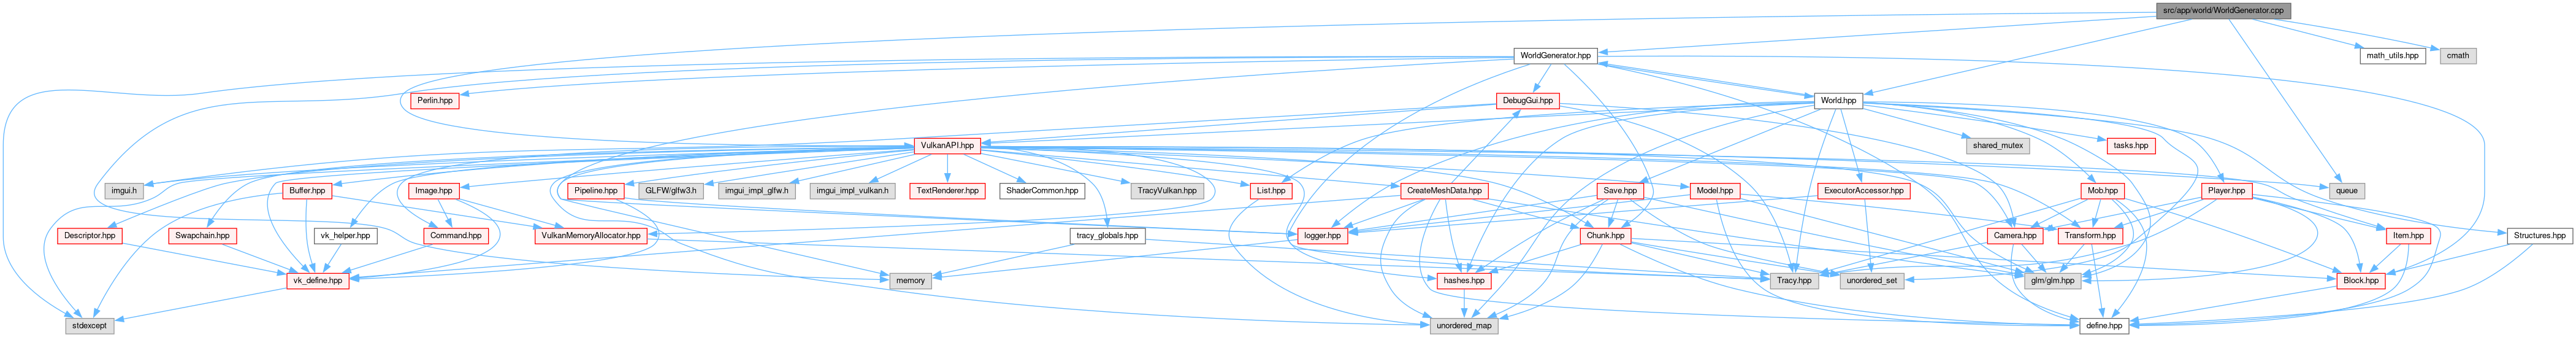 src/app/world/WorldGenerator.cpp
WorldGenerator.hpp
math_utils.hpp
cmath
Perlin.hpp
DebugGui.hpp
World.hpp
VulkanAPI.hpp
shared_mutex
tasks.hpp
imgui.h
Buffer.hpp
Image.hpp
Pipeline.hpp
GLFW/glfw3.h
imgui_impl_glfw.h
imgui_impl_vulkan.h
TextRenderer.hpp
ShaderCommon.hpp
TracyVulkan.hpp
List.hpp
CreateMeshData.hpp
Save.hpp
Model.hpp
ExecutorAccessor.hpp
Mob.hpp
Player.hpp
queue
Descriptor.hpp
Swapchain.hpp
vk_helper.hpp
Command.hpp
VulkanMemoryAllocator.hpp
tracy_globals.hpp
logger.hpp
Chunk.hpp
Camera.hpp
Transform.hpp
Item.hpp
Structures.hpp
vk_define.hpp
memory
hashes.hpp
Tracy.hpp
unordered_set
glm/glm.hpp
Block.hpp
stdexcept
unordered_map
define.hpp